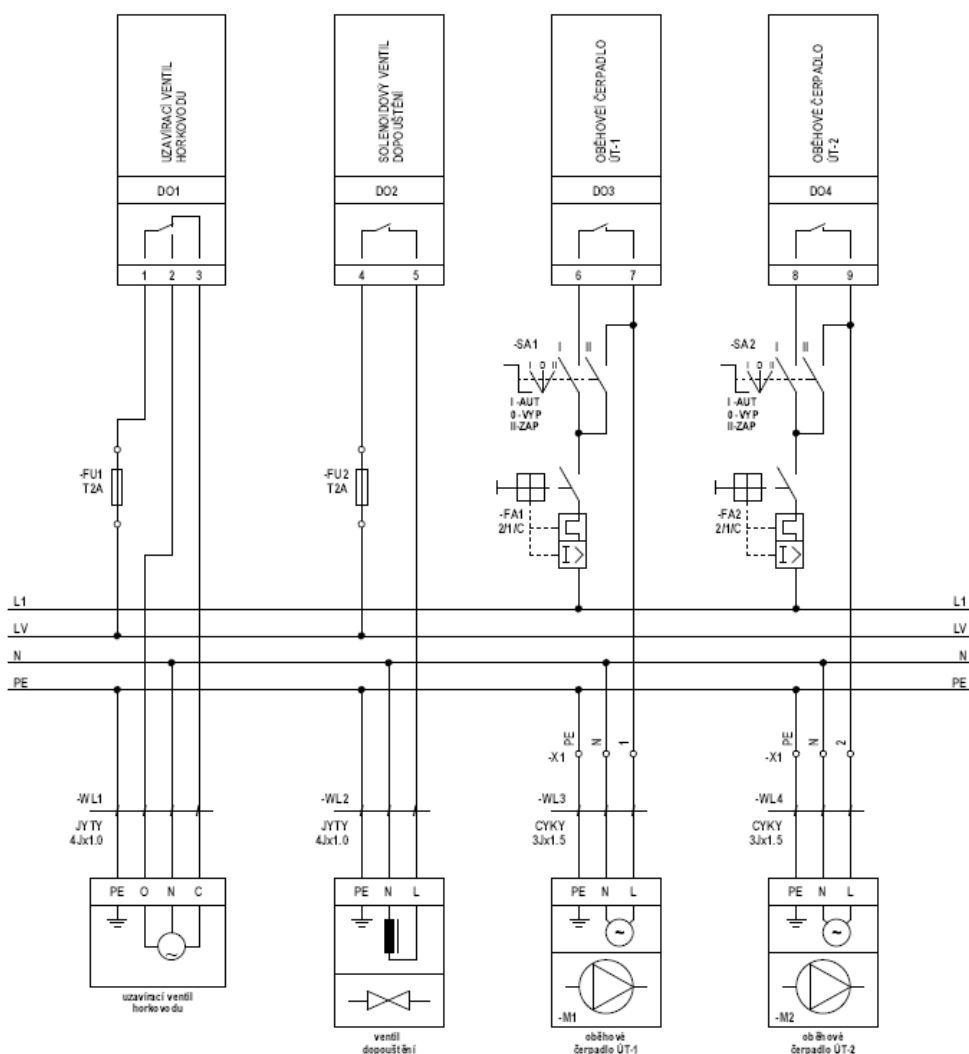 UZAVÍRACÍ VENTIL
HORKOVODU
SOLENOIDOVÝ VENTIL
DOPOUŠTĚNÍ
OBĚHOVÉÍ ČERPADLO
ÚT-1
OBĚHOVÉ ČERPADLO
ÚT-2
DO1
DO2
DO3
DO4
1 2 3
4 5
6 7
8 9
-SA1
I II
I O II
I -AUT
0 -VYP
II-ZAP
-SA2
I II
I O II
I -AUT
0 -VYP
II-ZAP
-FU1
T2A
-FU2
T2A
-FA1
2/1/C
I >
-FA2
2/1/C
I >
L1 L1
LV LV
N N
PE PE
PE N 1
-X1
PE N 2
-X1
-WL1
JYTY
4Jx1.0
-WL2
JYTY
4Jx1.0
-WL3
CYKY
3Jx1.5
-WL4
CYKY
3Jx1.5
PE O N C
PE N L
PE N L
PE N L
~
~
~
-M1
-M2
uzavírací ventil
horkovodu
ventil
dopouštění
oběhové
čerpadlo ÚT-1
oběhové
čerpadlo ÚT-2